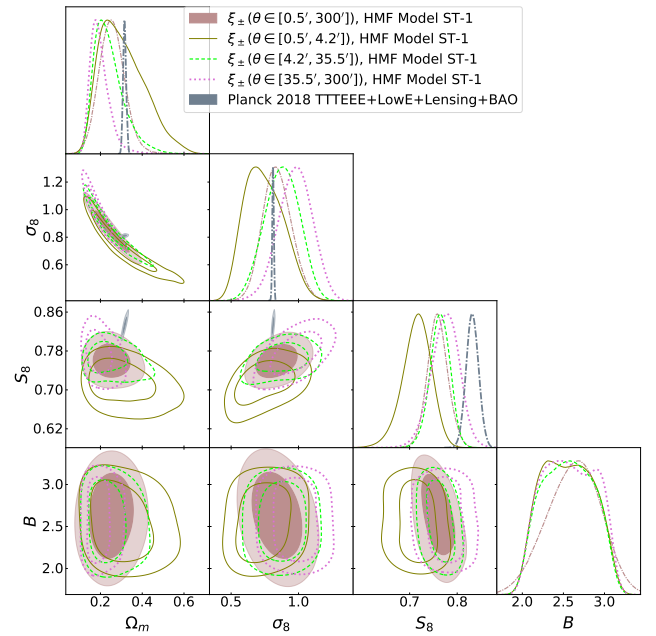 ξ±(θ ∈ [0.5′, 300′]), HMF Model ST-1
ξ±(θ ∈ [0.5′, 4.2′]), HMF Model ST-1
ξ±(θ ∈ [4.2′, 35.5′]), HMF Model ST-1
ξ±(θ ∈ [35.5′, 300′]), HMF Model ST-1
Planck 2018 TTTEEE+LowE+Lensing+BAO
1.2
1.0
0.8
0.6
σ8
0.86
0.78
0.70
0.62
S8
3.0
2.5
2.0
B
0.2 0.4 0.6
0.5 1.0
0.7 0.8
2.0 2.5 3.0
Ωm σ8 S8 B